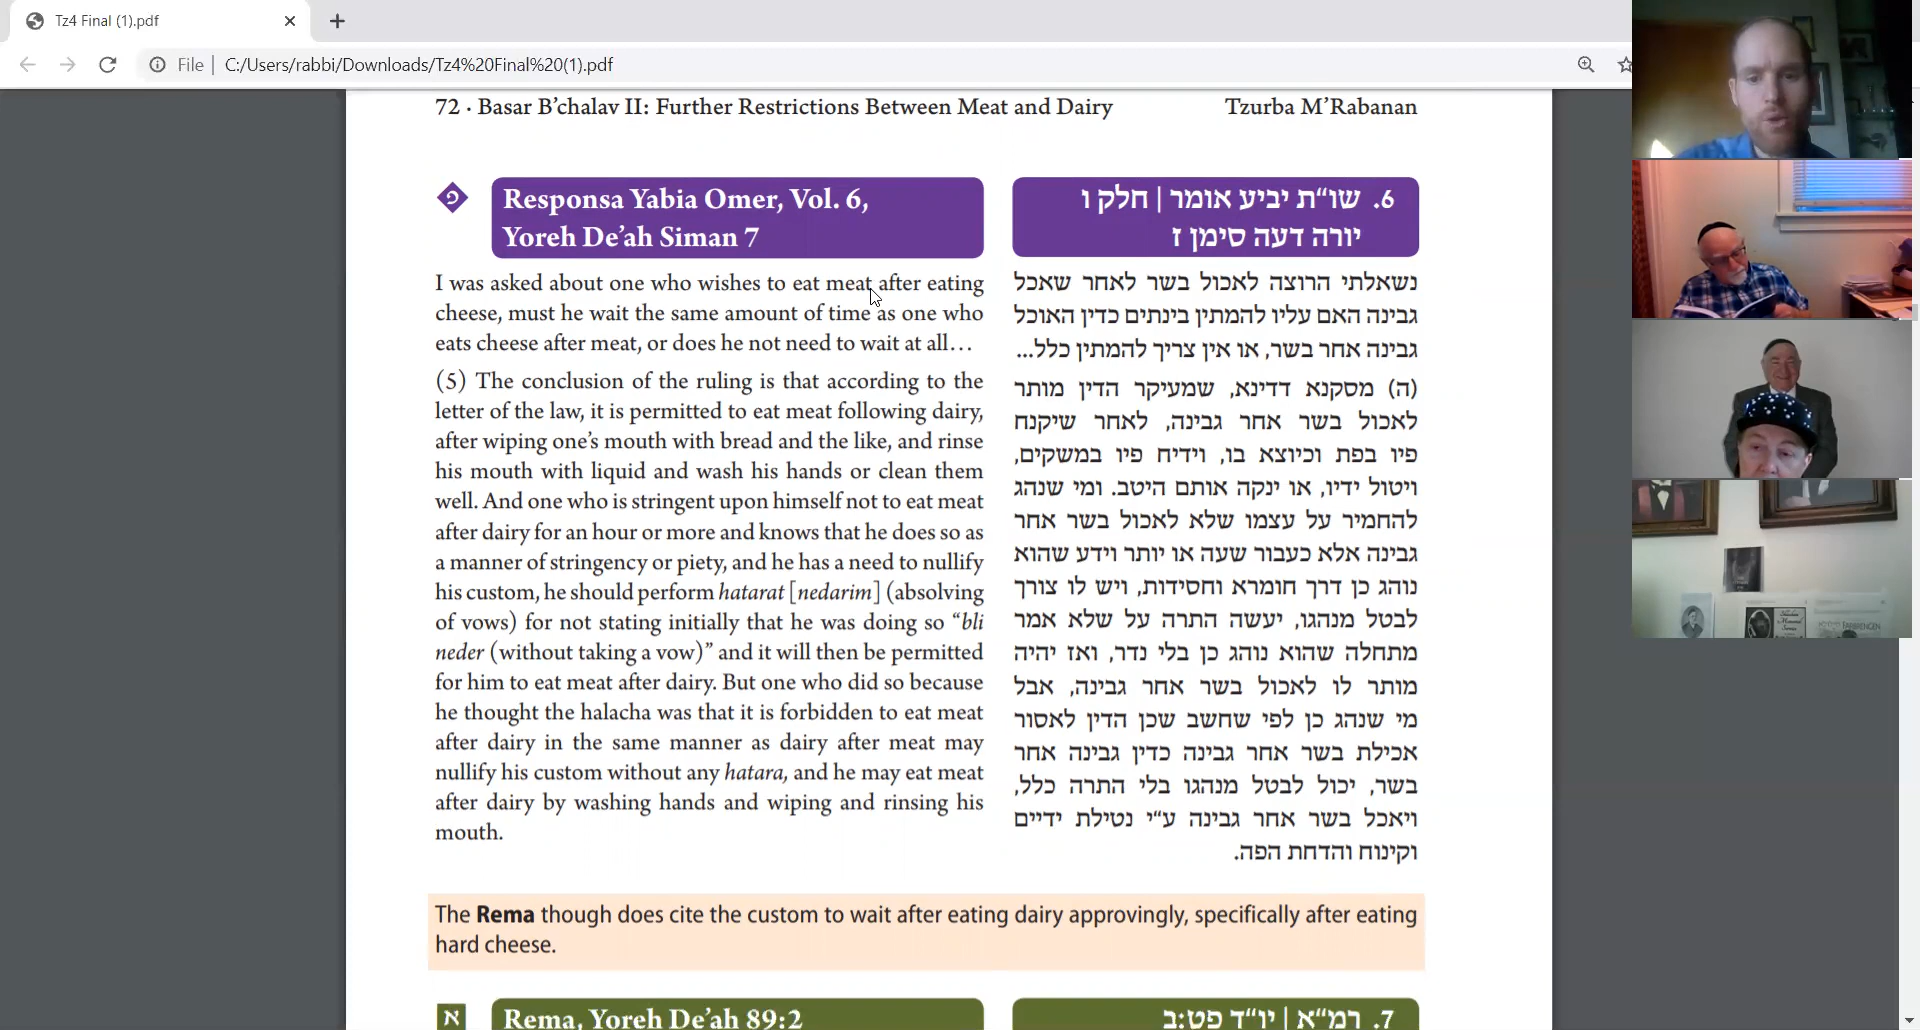 Tz4 Final (1).pdf
File | C:/Users/rabbi/Downloads/Tz4%20Final%20(1).pdf
72 · Basar B'chalav II: Further Restrictions Between Meat and Dairy
Tzurba M'Rabanan
פ
Responsa Yabia Omer, Vol. 6,
Yoreh De'ah Siman 7
I was asked about one who wishes to eat meat after eating
cheese, must he wait the same amount of time as one who
eats cheese after meat, or does he not need to wait at all…
(5) The conclusion of the ruling is that according to the
letter of the law, it is permitted to eat meat following dairy,
after wiping one's mouth with bread and the like, and rinse
his mouth with liquid and wash his hands or clean them
well. And one who is stringent upon himself not to eat meat
after dairy for an hour or more and knows that he does so as
a manner of stringency or piety, and he has a need to nullify
his custom, he should perform hatarat [nedarim] (absolving
of vows) for not stating initially that he was doing so “bli
neder (without taking a vow)” and it will then be permitted
for him to eat meat after dairy. But one who did so because
he thought the halacha was that it is forbidden to eat meat
after dairy in the same manner as dairy after meat may
nullify his custom without any hatara, and he may eat meat
after dairy by washing hands and wiping and rinsing his
mouth.
6. שו“ת יביע אומר | חלק ו
יורה דעה סימן ז
נשאלתי הרוצה לאכול בשר לאחר שאכל
גבינה האם עליו להמתין בינתים כדין האוכל
גבינה אחר בשר, או אין צריך להמתין כלל...
(ה) מסקנא דדינא, שמעיקר הדין מותר
לאכול בשר אחר גבינה, לאחר שיקנח
פיו בפת וכיוצא בו, וידיח פיו במשקים,
ויטול ידיו, או ינקה אותם היטב. ומי שנהג
להחמיר על עצמו שלא לאכול בשר אחר
גבינה אלא כעבור שעה או יותר וידע שהוא
נוהג כן דרך חומרא וחסידות, ויש לו צורך
לבטל מנהגו, יעשה התרה על שלא אמר
מתחלה שהוא נוהג כן בלי נדר, ואז יהיה
מותר לו לאכול בשר אחר גבינה, אבל
מי שנהג כן לפי שחשב שכן הדין לאסור
אכילת בשר אחר גבינה כדין גבינה אחר
בשר, יכול לבטל מנהגו בלי התרה כלל,
ויאכל בשר אחר גבינה ע“י נטילת ידיים
וקינוח והדחת הפה.
The Rema though does cite the custom to wait after eating dairy approvingly, specifically after eating
hard cheese.
א
Rema, Yoreh De'ah 89:2
7. רמ“א | יו“ד פט:ב